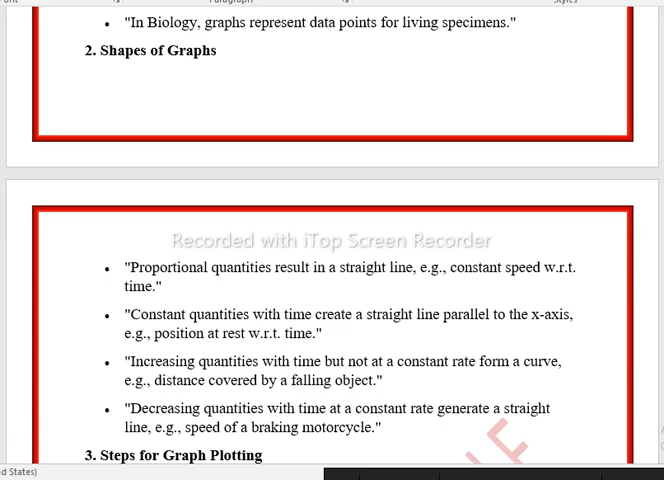 Paragraph
Styles
• "In Biology, graphs represent data points for living specimens."
2. Shapes of Graphs
Recorded with iTop Screen Recorder
• "Proportional quantities result in a straight line, e.g., constant speed w.r.t.
time."
• "Constant quantities with time create a straight line parallel to the x-axis,
e.g., position at rest w.r.t. time."
• "Increasing quantities with time but not at a constant rate form a curve,
e.g., distance covered by a falling object."
• "Decreasing quantities with time at a constant rate generate a straight
line, e.g., speed of a braking motorcycle."
3. Steps for Graph Plotting
ed States)